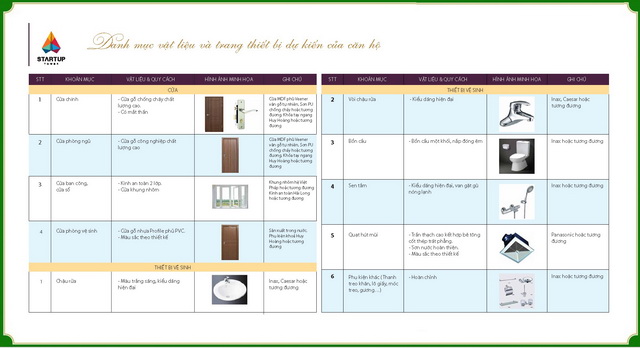 STARTUP
TOWER
Danh mục vật liệu và trang thiết bị dự kiến của căn hộ
STT KHOẢN MỤC VẬT LIỆU & QUY CÁCH HÌNH ẢNH MINH HỌA GHI CHÚ
CỬA
1 Cửa chính - Cửa gỗ chống cháy chất
lượng cao.
- Có mắt thần
Cửa MDF phủ Veneer
vân gỗ tự nhiên, Sơn PU
chống cháy hoặc tương
đương. Khóa tay ngang
Huy Hoàng hoặc tương
đương.
2 Cửa phòng ngủ - Cửa gỗ công nghiệp chất
lượng cao.
Cửa MDF phủ Veneer
vân gỗ tự nhiên, Sơn PU
chống cháy hoặc tương
đương. Khóa tay ngang
Huy Hoàng hoặc tương
đương.
3 Cửa ban công,
cửa sổ
- Kính an toàn 2 lớp.
- Cửa khung nhôm
Khung nhôm hệ Việt
Pháp hoặc tương đương
Kính an toàn Hải Long
hoặc tương đương
4 Cửa phòng vệ sinh - Cửa gỗ nhựa Profile phủ PVC.
- Màu sắc theo thiết kế
Sản xuất trong nước.
Phụ kiện khoá Huy
Hoàng hoặc tương
đương
THIẾT BỊ VỆ SINH
1 Chậu rửa - Màu trắng sáng, kiểu dáng
hiện đại
Inax, Caesar hoặc
tương đương
STT KHOẢN MỤC VẬT LIỆU & QUY CÁCH HÌNH ẢNH MINH HỌA GHI CHÚ
THIẾT BỊ VỆ SINH
2 Vòi chậu rửa - Kiểu dáng hiện đại Inax, Caesar hoặc
tương đương
3 Bồn cầu - Bồn cầu một khối, nắp đóng êm Inax hoặc tương đương
4 Sen tắm - Kiểu dáng hiện đại, van gật gù
nóng lạnh
Inax hoặc tương đương
5 Quạt hút mùi - Trần thạch cao kết hợp bê tông
cốt thép trát phẳng.
- Sơn nước hoàn thiện.
- Màu sắc theo thiết kế
Panasonic hoặc tương
đương
6 Phụ kiện khác ( Thanh
treo khăn, lô giấy, móc
treo, gương…)
- Hoàn chỉnh Inax hoặc tương đương